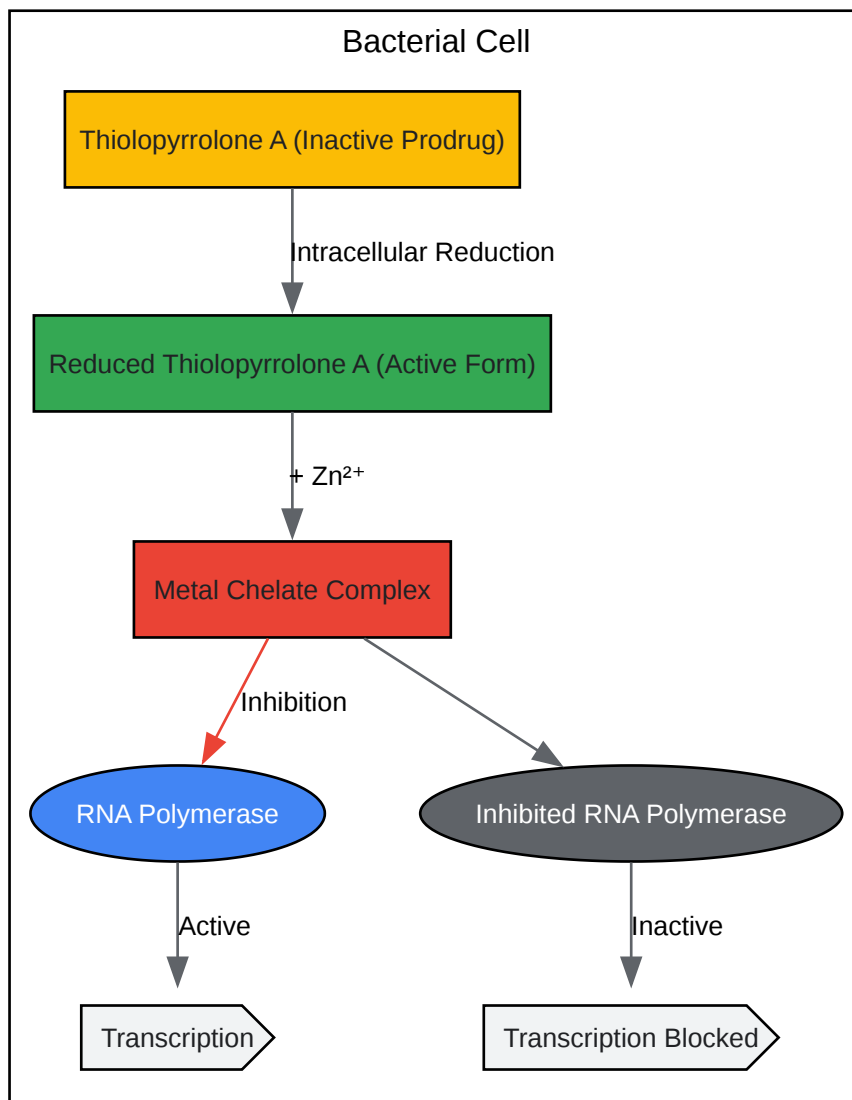 Bacterial Cell
Thiolopyrrolone A (Inactive Prodrug)
Intracellular Reduction
Reduced Thiolopyrrolone A (Active Form)
+ Zn²⁺
Metal Chelate Complex
Inhibition
RNA Polymerase
Inhibited RNA Polymerase
Active
Inactive
Transcription
Transcription Blocked